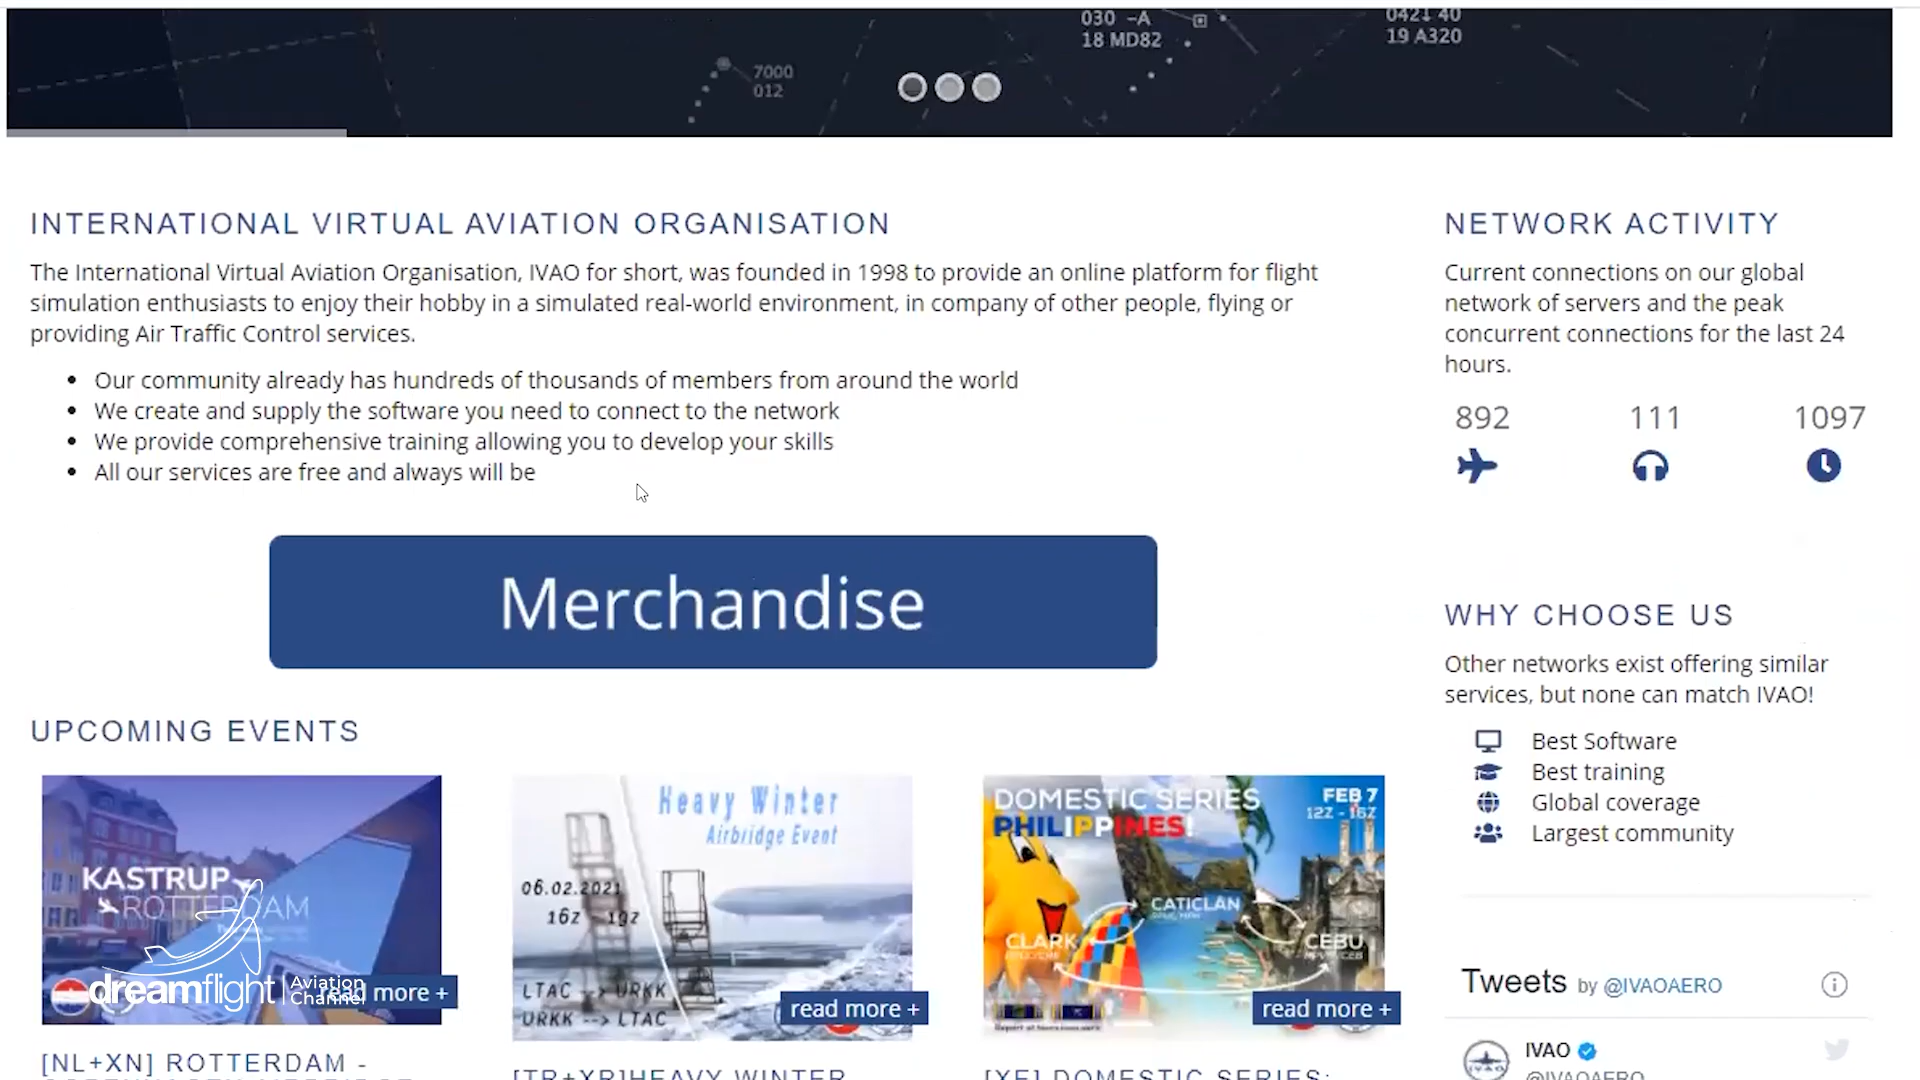 030 -A
18 MD82
19 A320
7000
012
INTERNATIONAL VIRTUAL AVIATION ORGANISATION
The International Virtual Aviation Organisation, IVAO for short, was founded in 1998 to provide an online platform for flight
simulation enthusiasts to enjoy their hobby in a simulated real-world environment, in company of other people, flying or
providing Air Traffic Control services.
Our community already has hundreds of thousands of members from around the world
We create and supply the software you need to connect to the network
We provide comprehensive training allowing you to develop your skills
All our services are free and always will be
Merchandise
NETWORK ACTIVITY
Current connections on our global
network of servers and the peak
concurrent connections for the last 24
hours.
892 111 1097
WHY CHOOSE US
Other networks exist offering similar
services, but none can match IVAO!
Best Software
Best training
Global coverage
Largest community
Tweets by @IVAOAERO
IVAO
@IVAOAERO
UPCOMING EVENTS
KASTRUP
ROTTERDAM
dreamflight
Aviation
Channel
read more +
[NL+XN] ROTTERDAM -
Heavy Winter
Airbridge Event
06.02.2021
16z - 19z
LTAC --> URKK
URKK --> LTAC
read more +
[TR+XR]HEAVY WINTER
DOMESTIC SERIES
PHILIPPINES!
FEB 7
12Z - 16Z
CATICLAN
CLARK
CEBU
read more +
[XE] DOMESTIC SERIES: